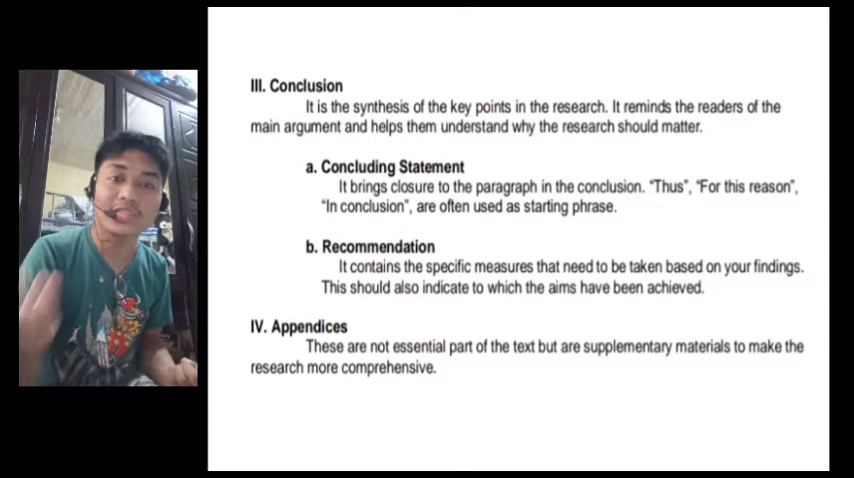 III. Conclusion
It is the synthesis of the key points in the research. It reminds the readers of the
main argument and helps them understand why the research should matter.
a. Concluding Statement
It brings closure to the paragraph in the conclusion. “Thus”, “For this reason”,
“In conclusion”, are often used as starting phrase.
b. Recommendation
It contains the specific measures that need to be taken based on your findings.
This should also indicate to which the aims have been achieved.
IV. Appendices
These are not essential part of the text but are supplementary materials to make the
research more comprehensive.